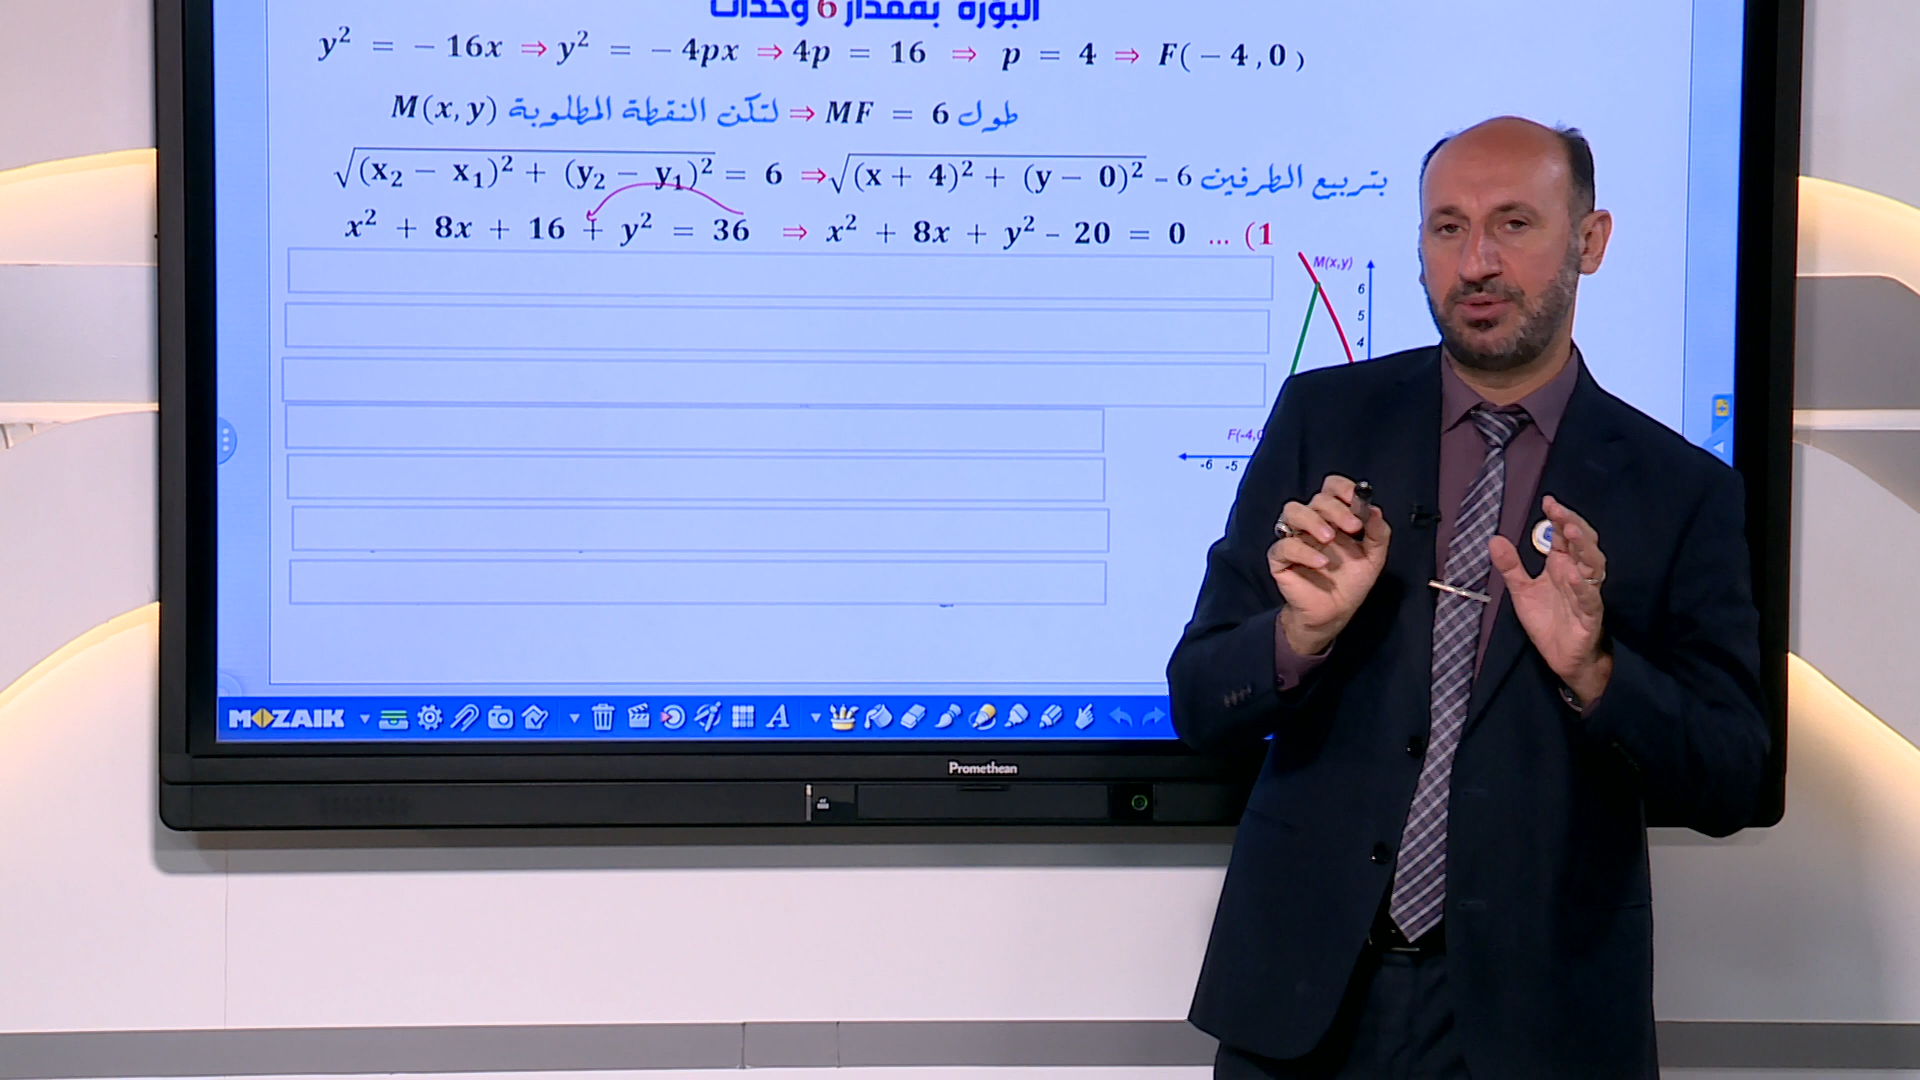 البؤرة بمقدار 6 وحدات
y² = − 16x ⇒ y² = − 4px ⇒ 4p = 16 ⇒ p = 4 ⇒ F( − 4 , 0 )
لتكن النقطة المطلوبة M(x, y) ⇒ MF = 6 طول
√(x₂ − x₁)² + (y₂ − y₁)² = 6 ⇒ √(x + 4)² + (y − 0)² − 6 بتربيع الطرفين
x² + 8x + 16 + y² = 36 ⇒ x² + 8x + y² − 20 = 0 ... (1
M(x,y)
6
5
4
F(-4,0
-6 -5
MOZAIK
A
Promethean